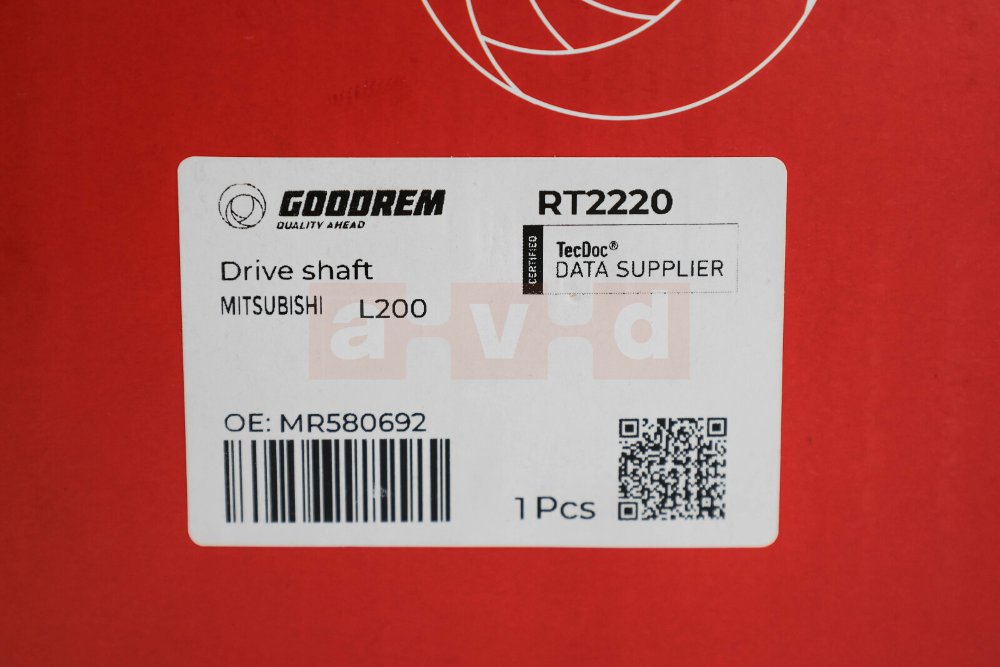 GOODREM
QUALITY AHEAD
RT2220
CERTIFIED
TecDoc®
DATA SUPPLIER
Drive shaft
MITSUBISHI L200
a·v·d
OE: MR580692
1 Pcs